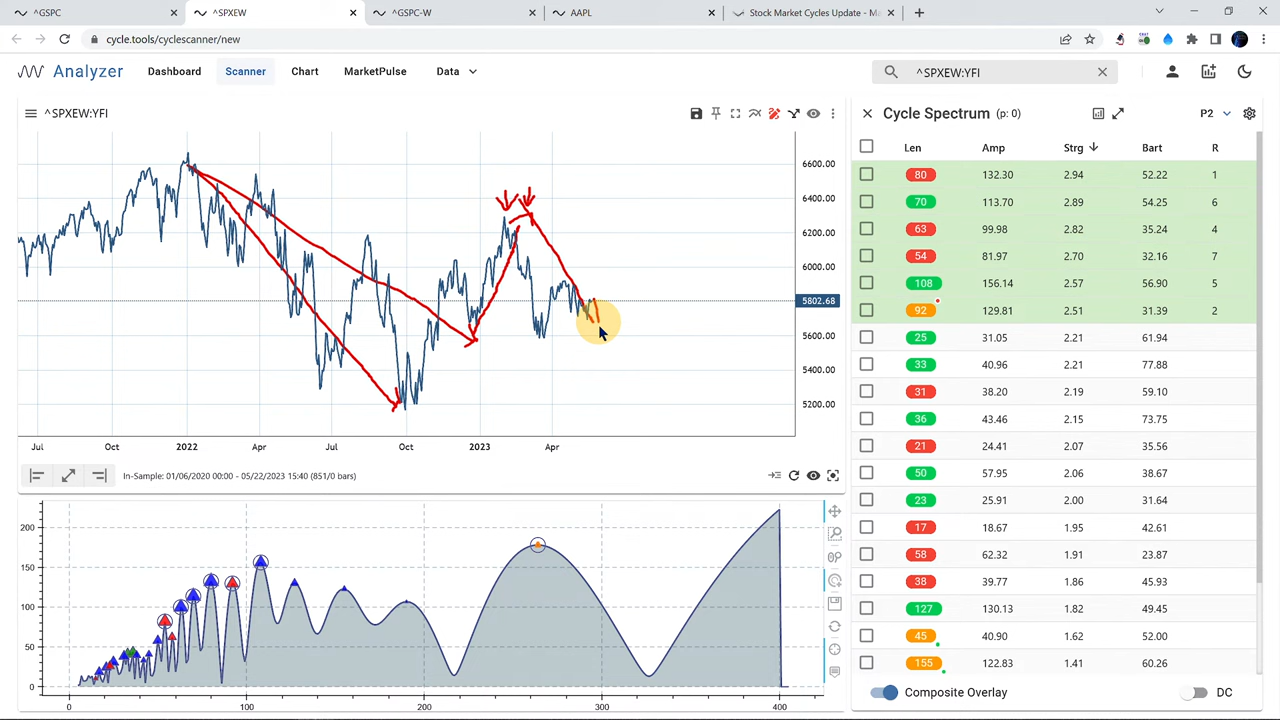 ^GSPC
^SPXEW
^GSPC-W
AAPL
Stock Market Cycles Update - Ma
cycle.tools/cyclescanner/new
Analyzer
Dashboard
Scanner
Chart
MarketPulse
Data
^SPXEW:YFI
^SPXEW:YFI
6600.00
6400.00
6200.00
6000.00
5802.68
5600.00
5400.00
5200.00
Jul Oct 2022 Apr Jul Oct 2023 Apr
In-Sample: 01/06/2020 00:00 - 05/22/2023 15:40 (851/0 bars)
200
150
100
50
0
0 100 200 300 400
Cycle Spectrum (p: 0)
P2
Len Amp Strg Bart R
80 132.30 2.94 52.22 1
70 113.70 2.89 54.25 6
63 99.98 2.82 35.24 4
54 81.97 2.70 32.16 7
108 156.14 2.57 56.90 5
92 129.81 2.51 31.39 2
25 31.05 2.21 61.94
33 40.96 2.21 77.88
31 38.20 2.19 59.10
36 43.46 2.15 73.75
21 24.41 2.07 35.56
50 57.95 2.06 38.67
23 25.91 2.00 31.64
17 18.67 1.95 42.61
58 62.32 1.91 23.87
38 39.77 1.86 45.93
127 130.13 1.82 49.45
45 40.90 1.62 52.00
155 122.83 1.41 60.26
Composite Overlay
DC